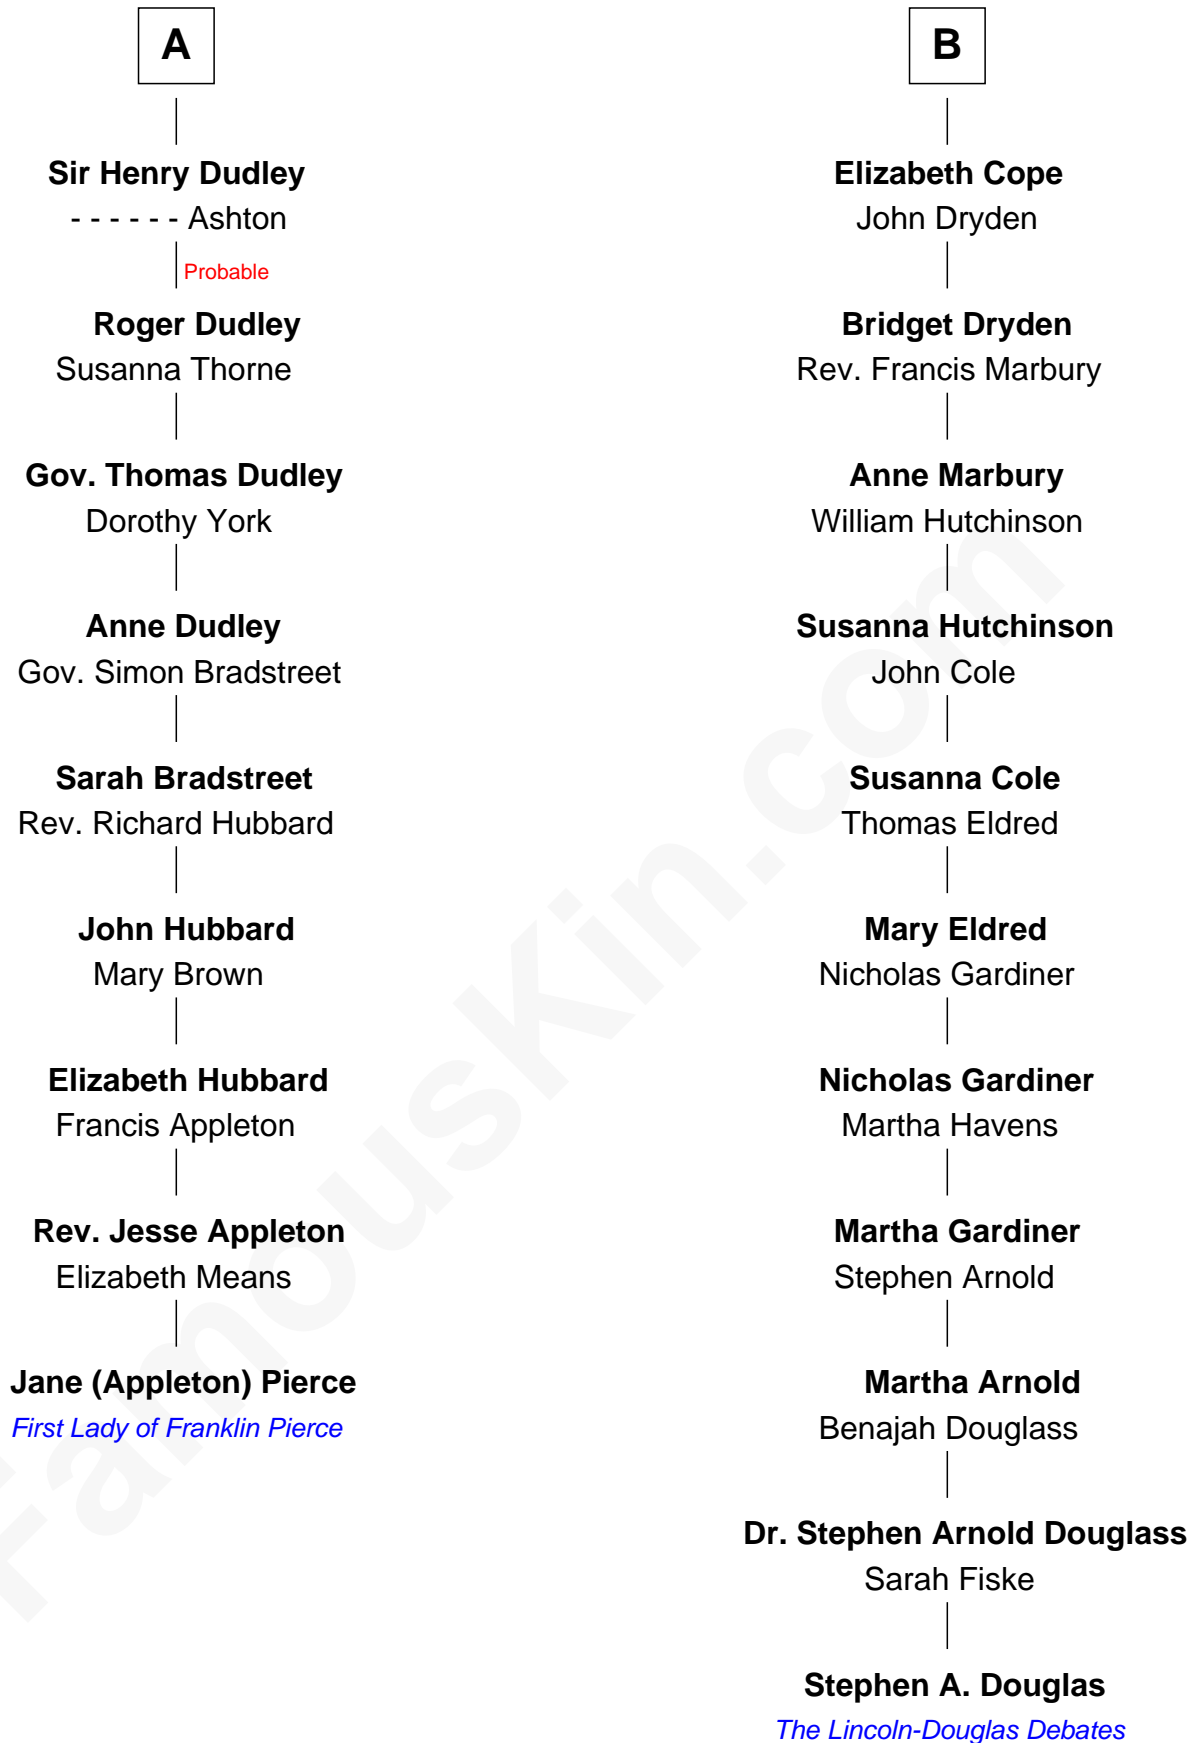 A
Sir Henry Dudley
- - - - - - Ashton
Probable
Roger Dudley
Susanna Thorne
Gov. Thomas Dudley
Dorothy York
Anne Dudley
Gov. Simon Bradstreet
Sarah Bradstreet
Rev. Richard Hubbard
John Hubbard
Mary Brown
Elizabeth Hubbard
Francis Appleton
Rev. Jesse Appleton
Elizabeth Means
Jane (Appleton) Pierce
First Lady of Franklin Pierce
B
Elizabeth Cope
John Dryden
Bridget Dryden
Rev. Francis Marbury
Anne Marbury
William Hutchinson
Susanna Hutchinson
John Cole
Susanna Cole
Thomas Eldred
Mary Eldred
Nicholas Gardiner
Nicholas Gardiner
Martha Havens
Martha Gardiner
Stephen Arnold
Martha Arnold
Benajah Douglass
Dr. Stephen Arnold Douglass
Sarah Fiske
Stephen A. Douglas
The Lincoln-Douglas Debates
FamousKin.com